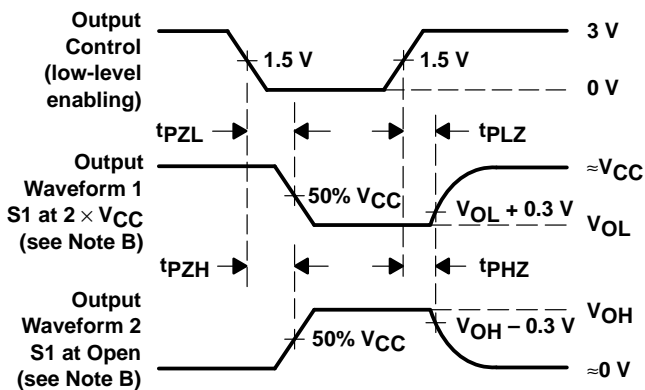 Output
Control
(low-level
enabling)
1.5 V
1.5 V
3 V
0 V
tPZL
tPLZ
Output
Waveform 1
S1 at 2 × VCC
(see Note B)
50% VCC
VOL + 0.3 V
≈VCC
VOL
tPZH
tPHZ
Output
Waveform 2
S1 at Open
(see Note B)
50% VCC
VOH – 0.3 V
VOH
≈0 V